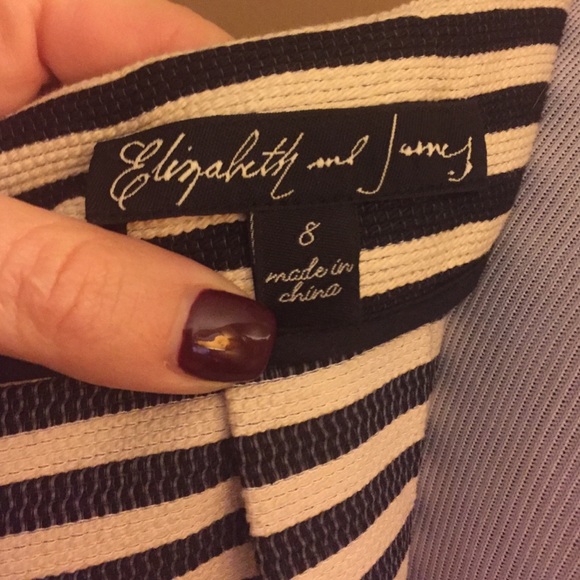 Elizabeth and James
8
made in
china